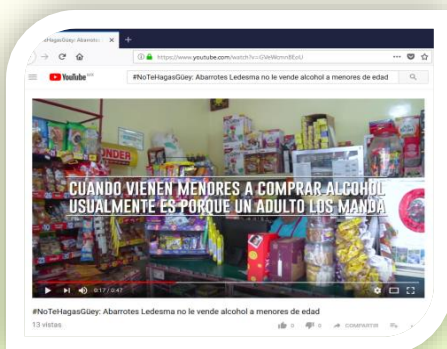 #NoTeHagasGüey: Abarrotes
https://www.youtube.com/watch?v=
YouTube
#NoTeHagasGüey: Abarrotes Ledesma no le vende alcohol a menores de edad
CUANDO VIENEN MENORES A COMPRAR ALCOHOL
USUALMENTE ES PORQUE UN ADULTO LOS MANDA
0:17 / 0:47
#NoTeHagasGüey: Abarrotes Ledesma no le vende alcohol a menores de edad
13 vistas
0
0
COMPARTIR